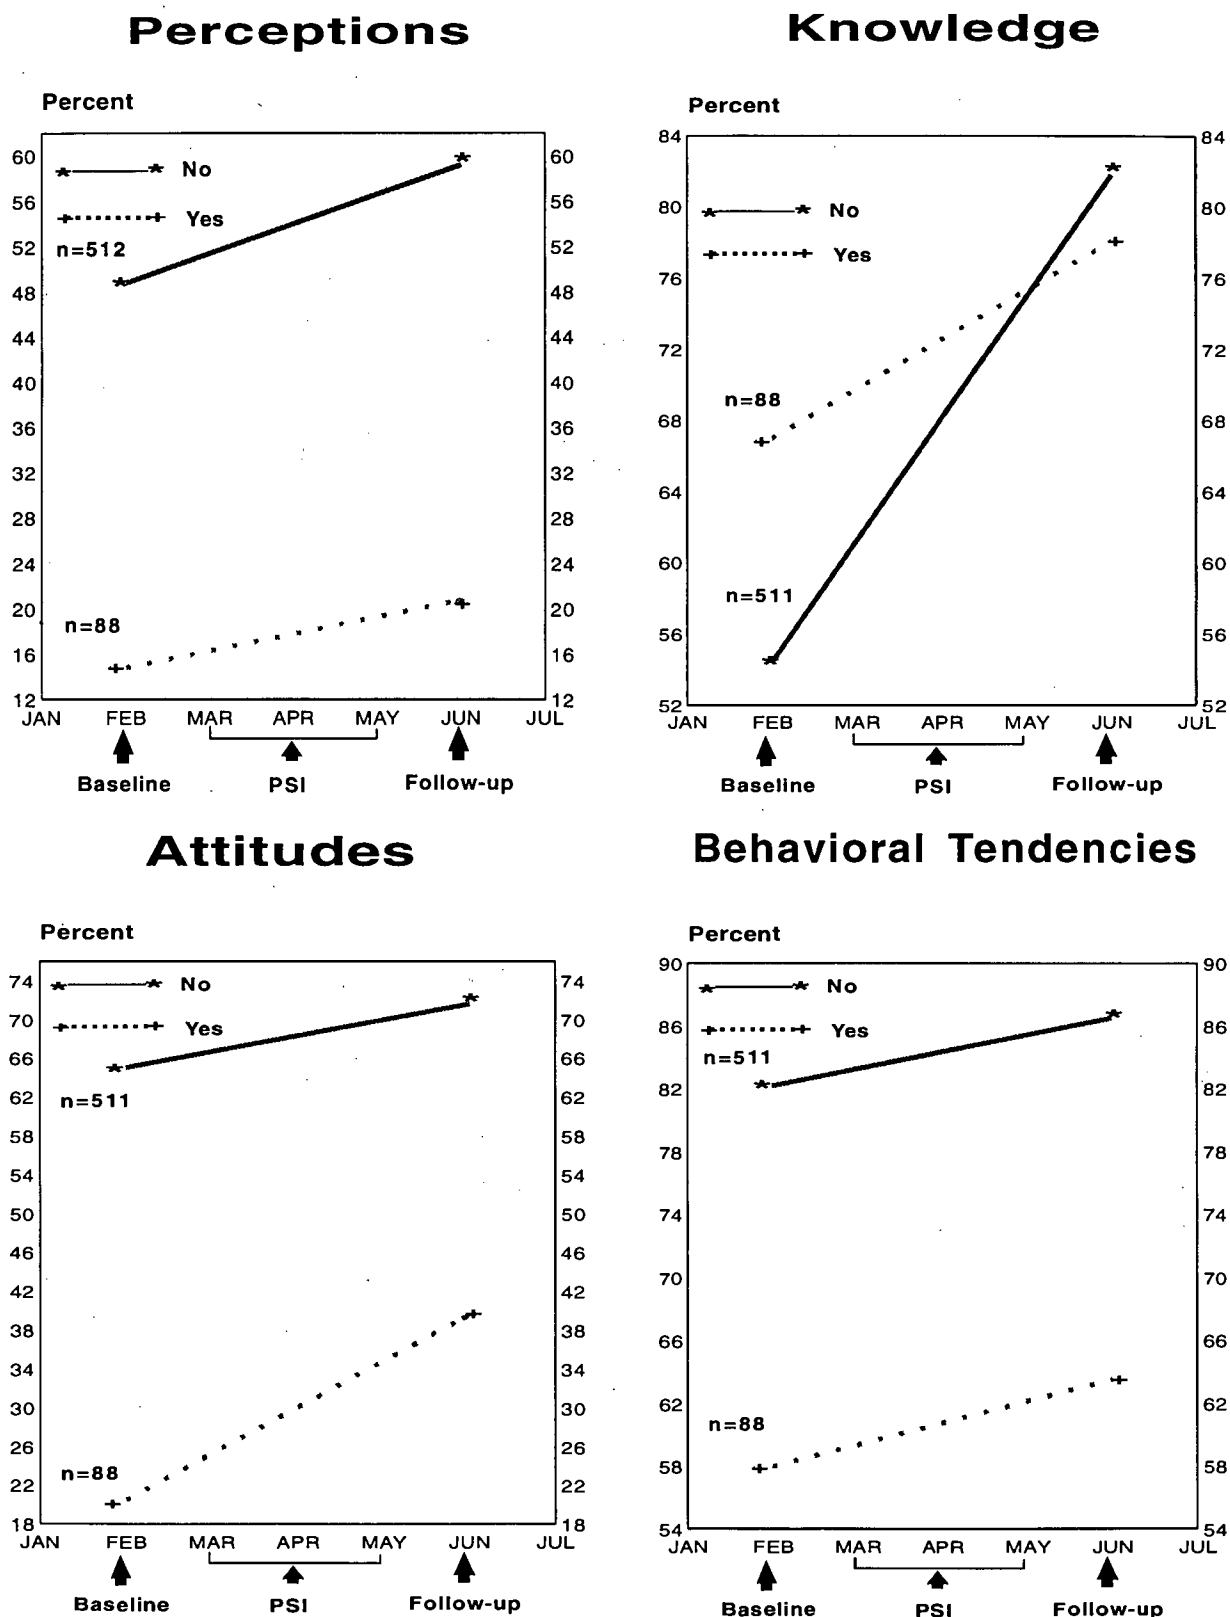 Perceptions
Percent
60 60
No
56 56
Yes
52 n=512 52
48 48
44 44
40 40
36 36
32 32
28 28
24 24
20 20
n=88
16 16
12 12
JAN FEB MAR APR MAY JUN JUL
Baseline PSI Follow-up
Knowledge
Percent
84 84
80 No 80
Yes
76 76
72 72
n=88
68 68
64 64
60 60
n=511
56 56
52 52
JAN FEB MAR APR MAY JUN JUL
Baseline PSI Follow-up
Attitudes
Percent
74 No 74
70 Yes 70
66 66
62 n=511 62
58 58
54 54
50 50
46 46
42 42
38 38
34 34
30 30
26 26
n=88
22 22
18 18
JAN FEB MAR APR MAY JUN JUL
Baseline PSI Follow-up
Behavioral Tendencies
Percent
90 90
No
86 Yes 86
n=511
82 82
78 78
74 74
70 70
66 66
62 62
n=88
58 58
54 54
JAN FEB MAR APR MAY JUN JUL
Baseline PSI Follow-up